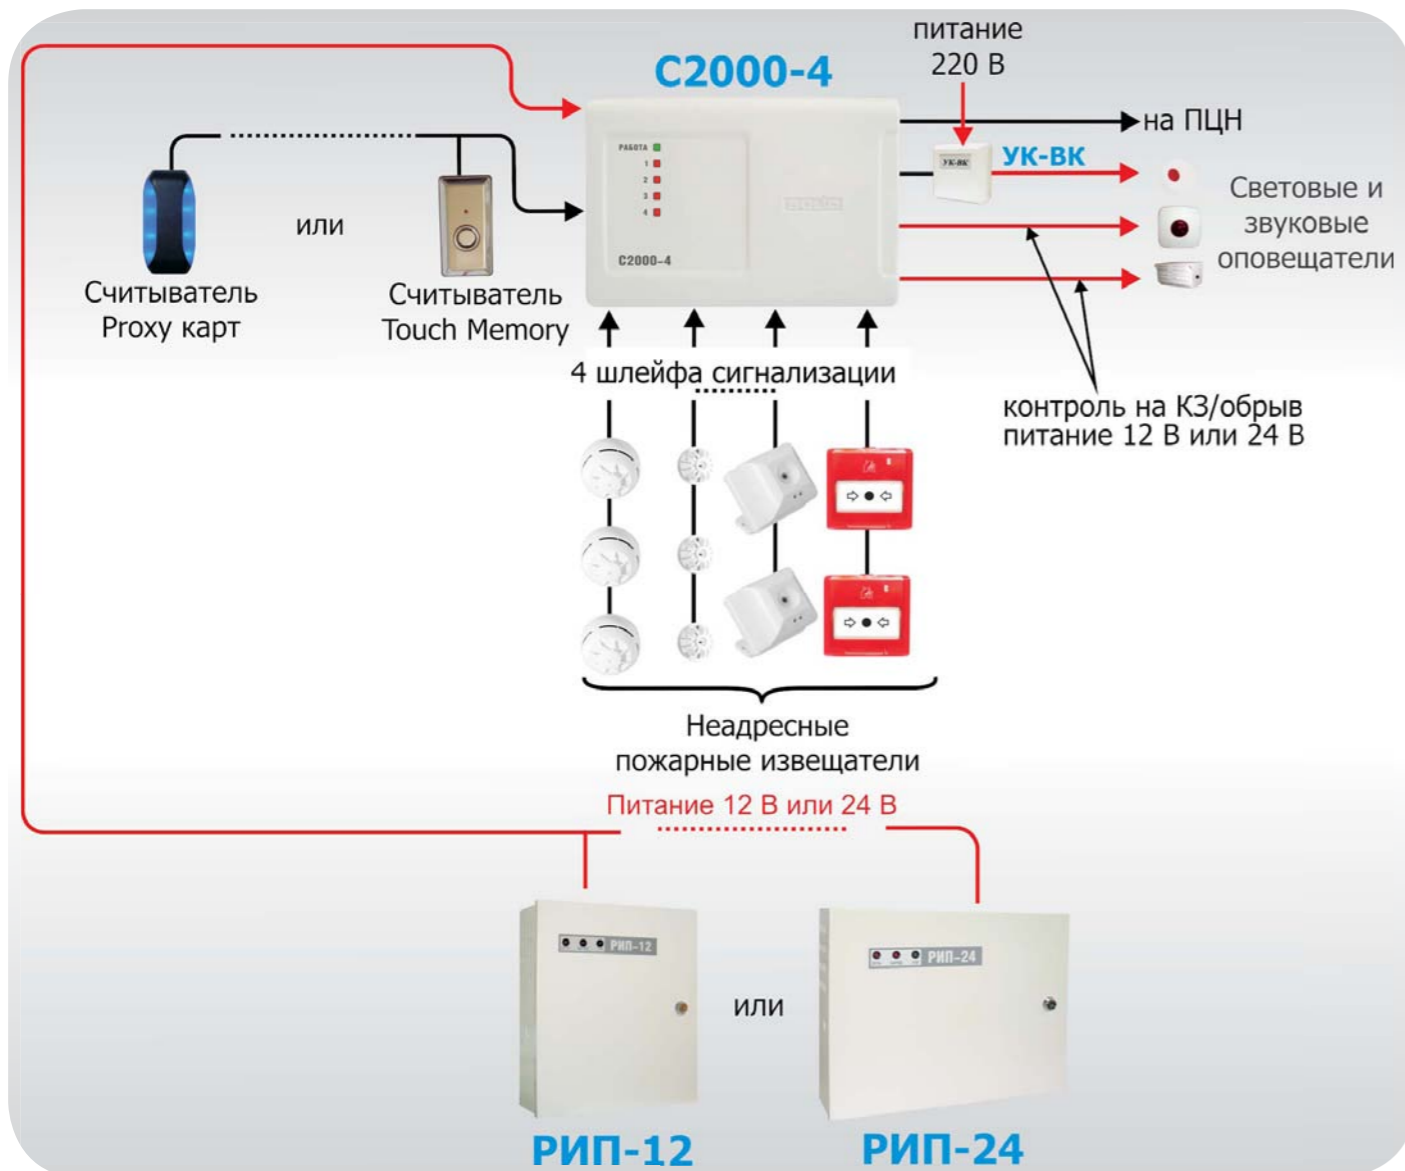 питание
220 В
С2000-4
на ПЦН
РАБОТА
1
2
3
4
С2000-4
УК-ВК
УК-ВК
Световые и
звуковые
оповещатели
или
Считыватель
Proxy карт
Считыватель
Touch Memory
4 шлейфа сигнализации
контроль на КЗ/обрыв
питание 12 В или 24 В
Неадресные
пожарные извещатели
Питание 12 В или 24 В
РИП-12
РИП-24
или
РИП-12
РИП-24